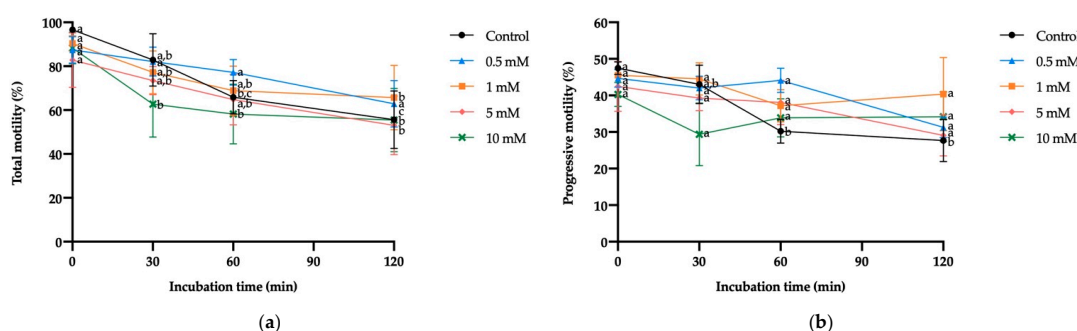 100
80
60
40
20
0
Total motility (%)
0 30 60 90 120
Incubation time (min)
Control
0.5 mM
1 mM
5 mM
10 mM
a
a
a
a
a
a,b
a
a,b
a,b
b
a
a,b
b,c
a,b
b
b
a
c
b
b
(a)
60
50
40
30
20
10
0
Progressive motility (%)
0 30 60 90 120
Incubation time (min)
Control
0.5 mM
1 mM
5 mM
10 mM
a
a
a
a
a
a
a,b
a
a
a
a
a
a
a
b
a
a
a
a
b
(b)